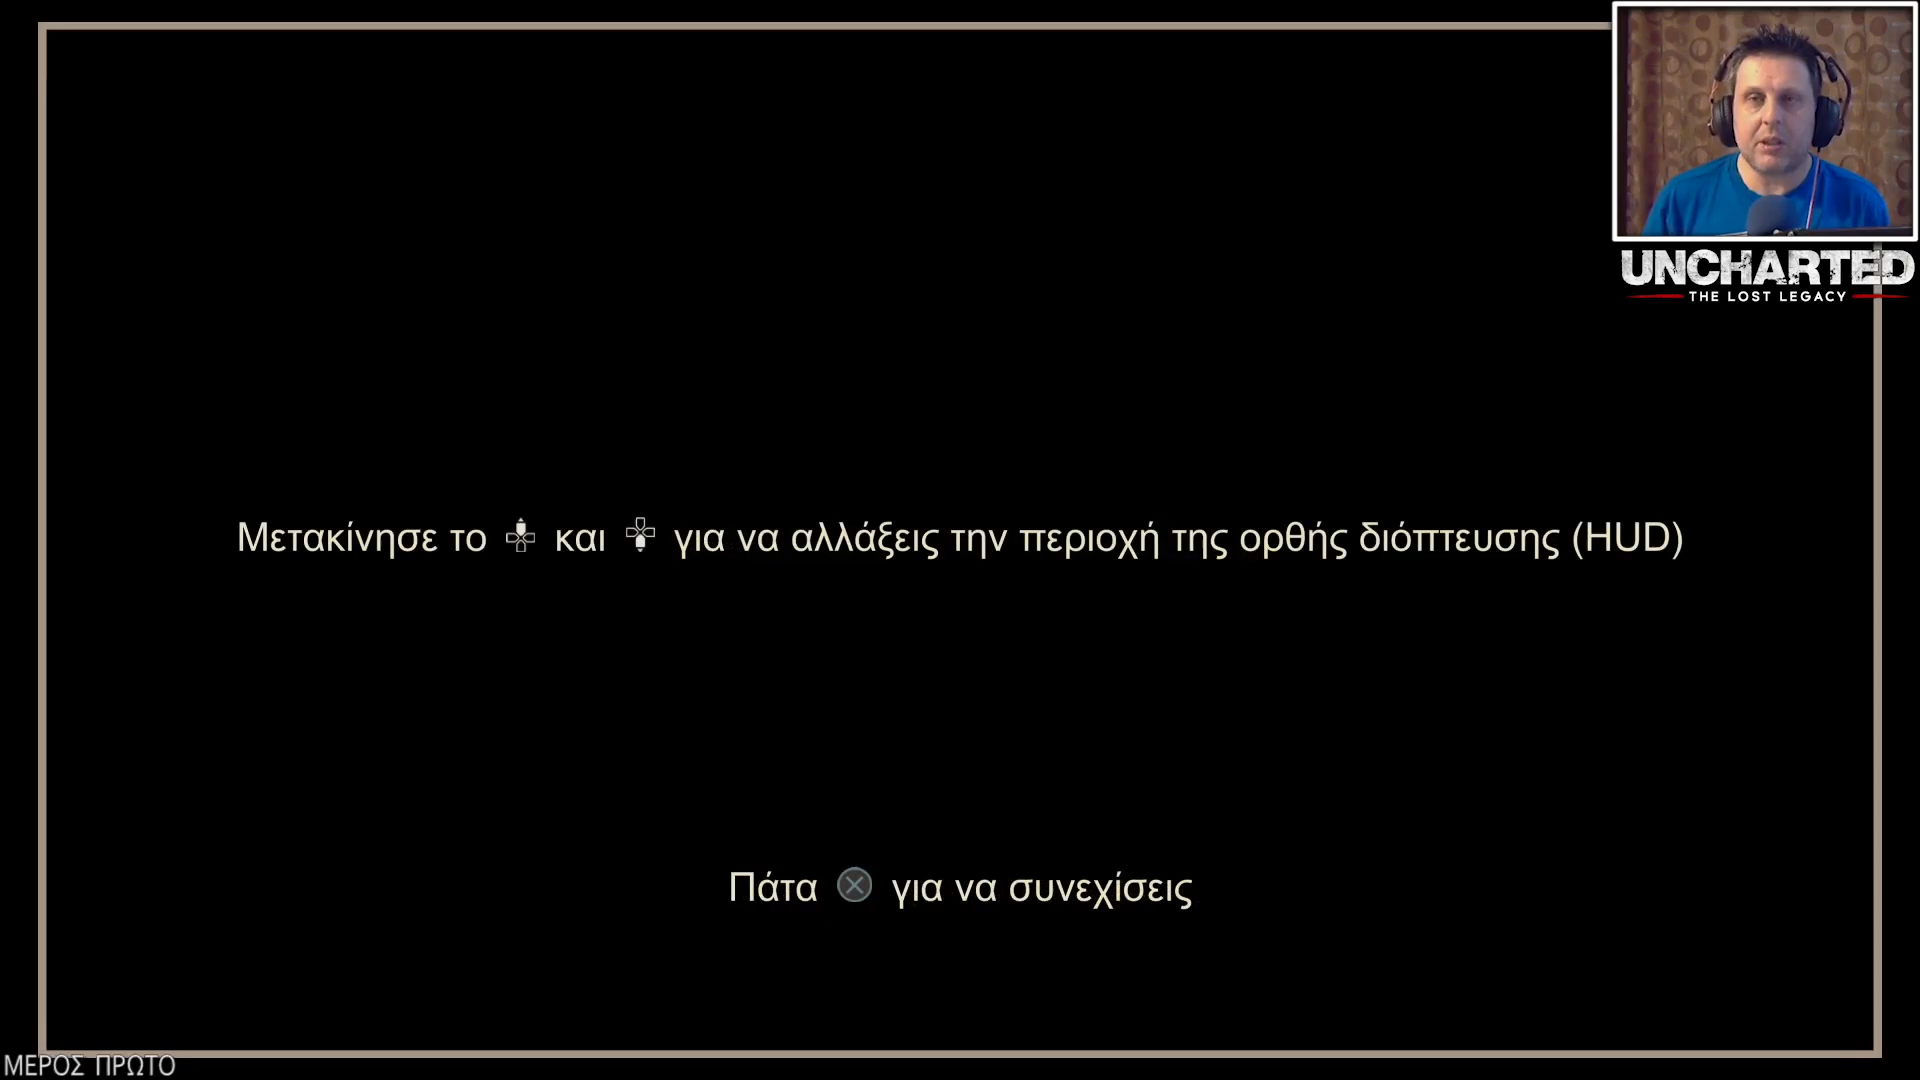 UNCHARTED
THE LOST LEGACY
Μετακίνησε το και για να αλλάξεις την περιοχή της ορθής διόπτευσης (HUD)
Πάτα για να συνεχίσεις
ΜΕΡΟΣ ΠΡΩΤΟ